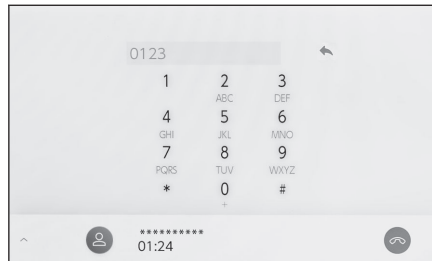 0123
1 2 3
ABC DEF
4 5 6
GHI JKL MNO
7 8 9
PQRS TUV WXYZ
* 0 #
+
**********
01:24